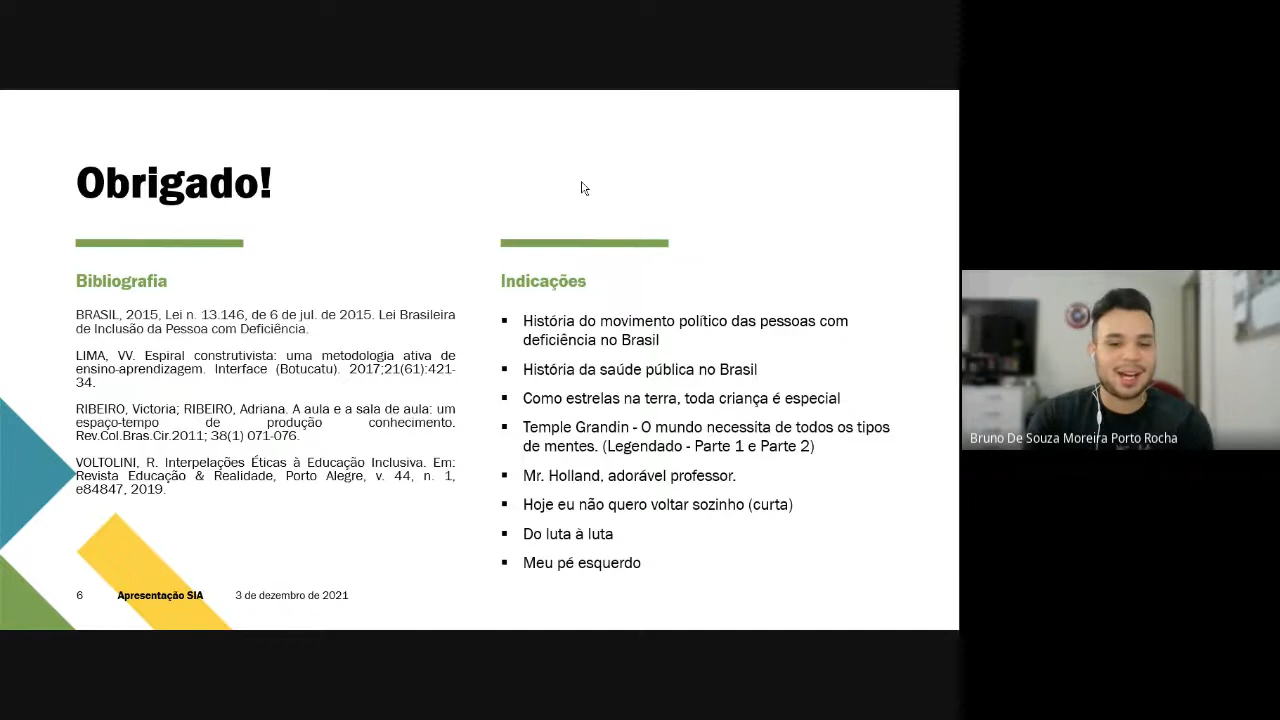 Obrigado!
Bibliografia
BRASIL, 2015, Lei n. 13.146, de 6 de jul. de 2015. Lei Brasileira
de Inclusão da Pessoa com Deficiência.
LIMA, VV. Espiral construtivista: uma metodologia ativa de
ensino-aprendizagem. Interface (Botucatu). 2017;21(61):421-
34.
RIBEIRO, Victoria; RIBEIRO, Adriana. A aula e a sala de aula: um
espaço-tempo de produção conhecimento.
Rev.Col.Bras.Cir.2011; 38(1) 071-076.
VOLTOLINI, R. Interpelações Éticas à Educação Inclusiva. Em:
Revista Educação & Realidade, Porto Alegre, v. 44, n. 1,
e84847, 2019.
Indicações
▪ História do movimento político das pessoas com
deficiência no Brasil
▪ História da saúde pública no Brasil
▪ Como estrelas na terra, toda criança é especial
▪ Temple Grandin - O mundo necessita de todos os tipos
de mentes. (Legendado - Parte 1 e Parte 2)
▪ Mr. Holland, adorável professor.
▪ Hoje eu não quero voltar sozinho (curta)
▪ Do luta à luta
▪ Meu pé esquerdo
6 Apresentação SIA 3 de dezembro de 2021
Bruno De Souza Moreira Porto Rocha